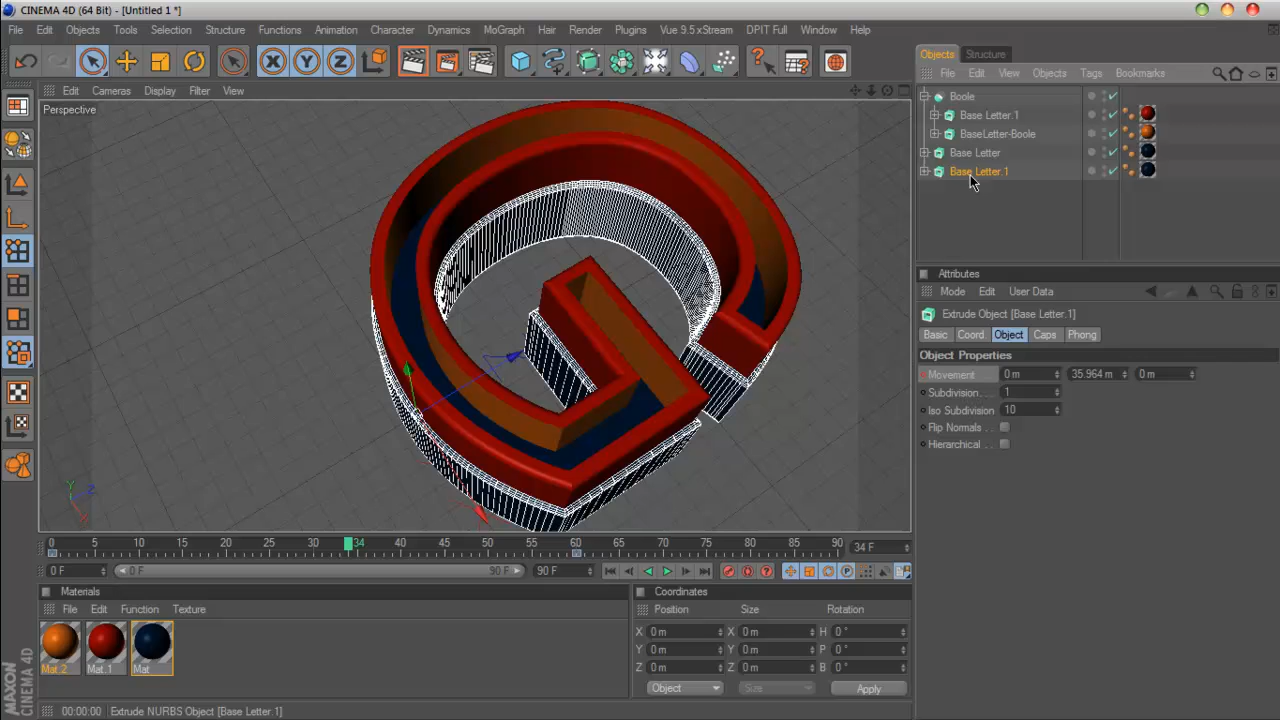 CINEMA 4D (64 Bit) - [Untitled 1 *]
File Edit Objects Tools Selection Structure Functions Animation Character Dynamics MoGraph Hair Render Plugins Vue 9.5 xStream DPIT Full Window Help
Objects Structure
File Edit View Objects Tags Bookmarks
Edit Cameras Display Filter View
Perspective
Boole
Base Letter.1
BaseLetter-Boole
Base Letter
Base Letter.1
Attributes
Mode Edit User Data
Extrude Object [Base Letter.1]
Basic Coord. Object Caps Phong
Object Properties
Movement 0 m 35.964 m 0 m
Subdivision. . . 1
Iso Subdivision 10
Flip Normals . .
Hierarchical . . .
Y Z X
0 5 10 15 20 25 30 34 40 45 50 55 60 65 70 75 80 85 90 34 F
0 F 0 F 90 F 90 F
Materials
File Edit Function Texture
Mat.2 Mat.1 Mat
Coordinates
Position Size Rotation
X 0 m X 0 m H 0 °
Y 0 m Y 0 m P 0 °
Z 0 m Z 0 m B 0 °
Object Size Apply
MAXON
CINEMA 4D
00:00:00 Extrude NURBS Object [Base Letter.1]